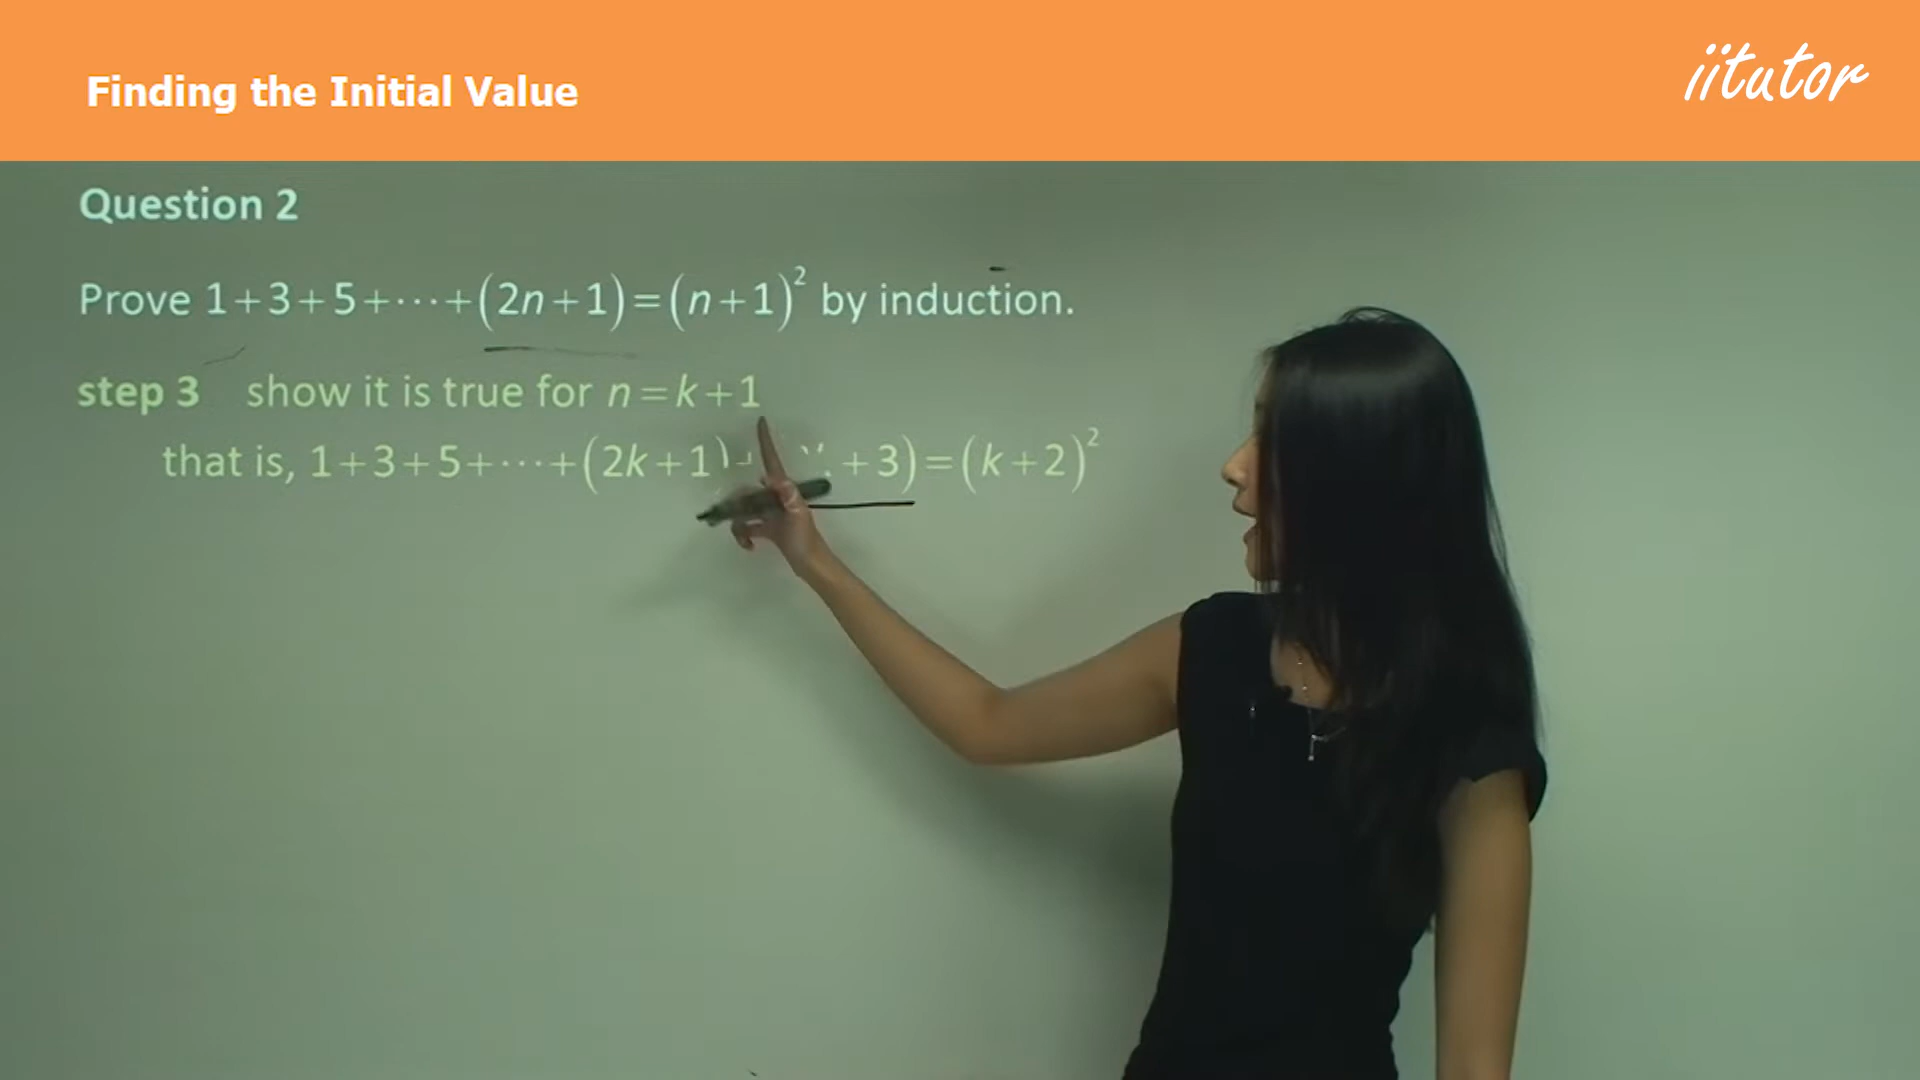 Finding the Initial Value
iitutor
Question 2
Prove 1+3+5+⋯+(2n+1)=(n+1)² by induction.
step 3 show it is true for n=k+1
that is, 1+3+5+⋯+(2k+1)+ +3)=(k+2)²